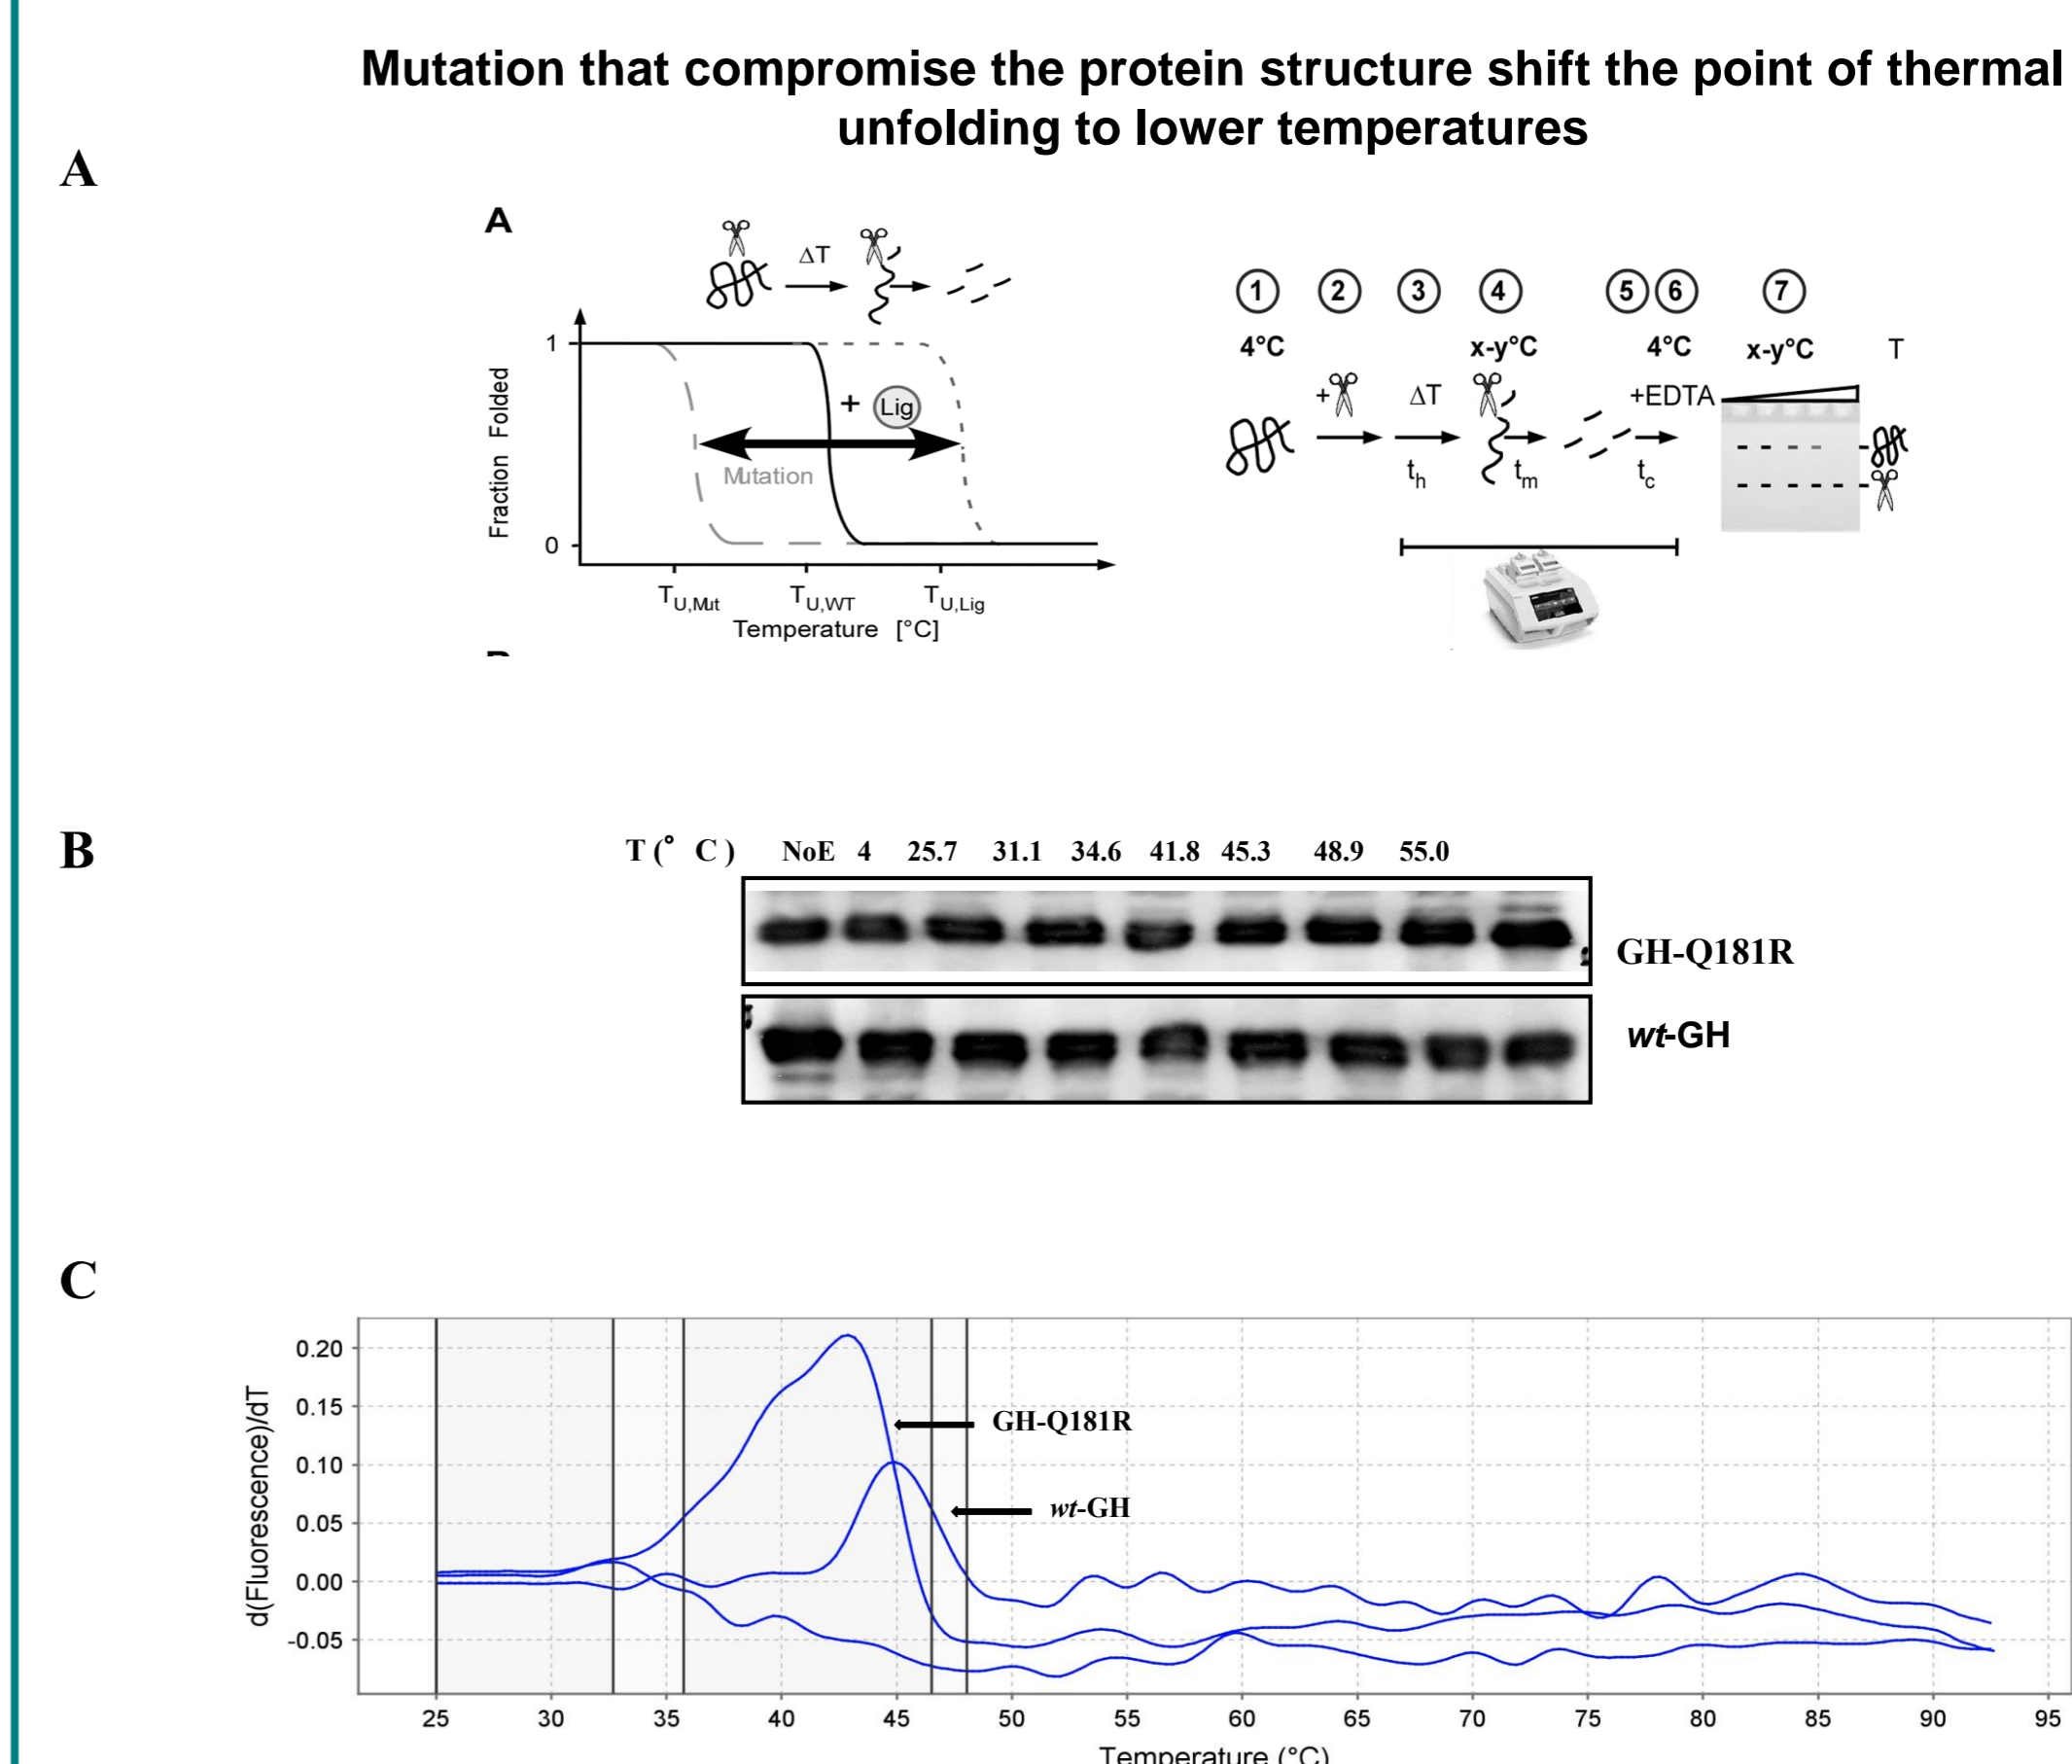 Mutation that compromise the protein structure shift the point of thermal
unfolding to lower temperatures
A
A
ΔT
1
0
Fraction Folded
+ Lig
Mutation
T U,Mut T U,WT T U,Lig
Temperature [°C]
1 2 3 4 5 6 7
4°C x-y°C 4°C x-y°C T
+ ΔT +EDTA
th tm tc
B
T (° C) NoE 4 25.7 31.1 34.6 41.8 45.3 48.9 55.0
GH-Q181R
wt-GH
C
d(Fluorescence)/dT
0.20
0.15
0.10
0.05
0.00
-0.05
GH-Q181R
wt-GH
25 30 35 40 45 50 55 60 65 70 75 80 85 90 95
Temperature (°C)